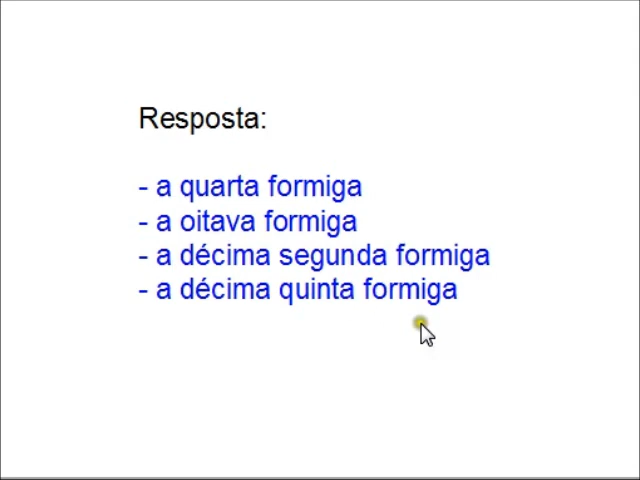 Resposta:
- a quarta formiga
- a oitava formiga
- a décima segunda formiga
- a décima quinta formiga